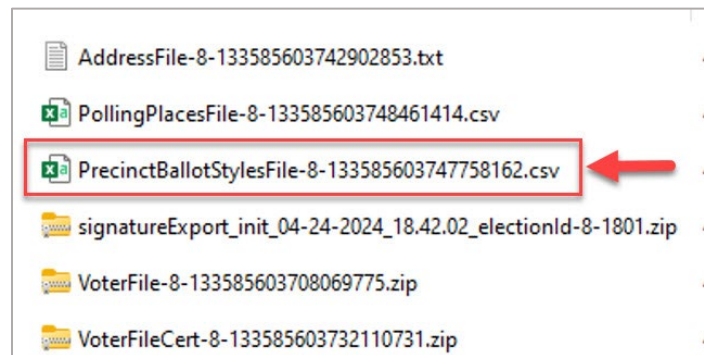 AddressFile-8-133585603742902853.txt
PollingPlacesFile-8-133585603748461414.csv
PrecinctBallotStylesFile-8-133585603747758162.csv
signatureExport_init_04-24-2024_18.42.02_electionId-8-1801.zip
VoterFile-8-133585603708069775.zip
VoterFileCert-8-133585603732110731.zip